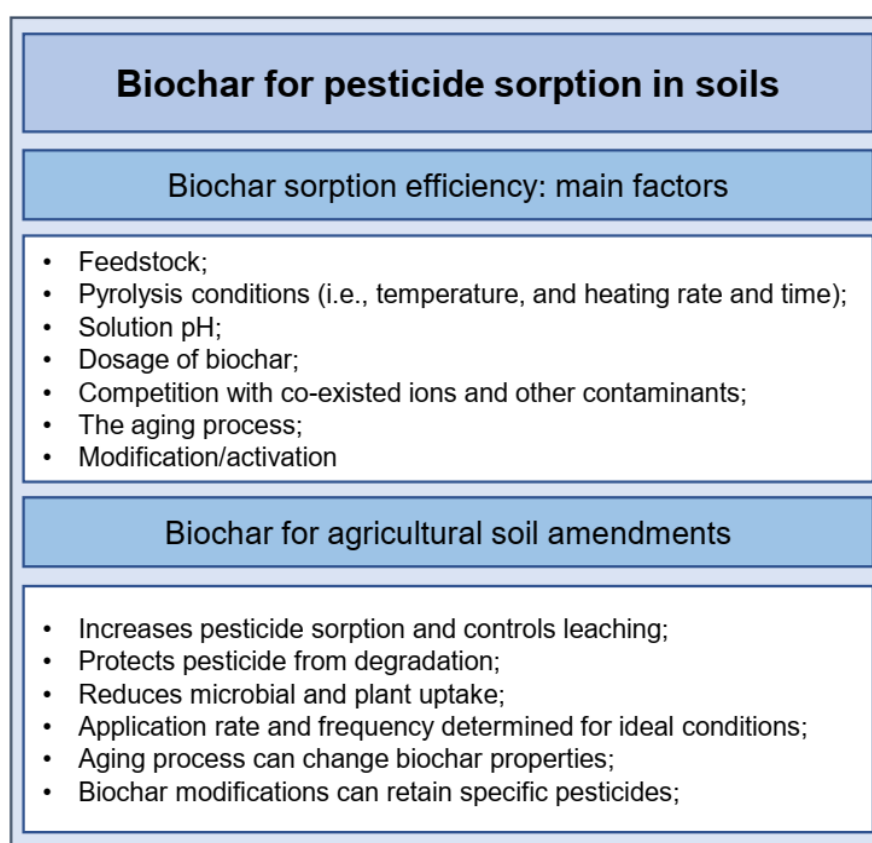 Biochar for pesticide sorption in soils
Biochar sorption efficiency: main factors
• Feedstock;
• Pyrolysis conditions (i.e., temperature, and heating rate and time);
• Solution pH;
• Dosage of biochar;
• Competition with co-existed ions and other contaminants;
• The aging process;
• Modification/activation
Biochar for agricultural soil amendments
• Increases pesticide sorption and controls leaching;
• Protects pesticide from degradation;
• Reduces microbial and plant uptake;
• Application rate and frequency determined for ideal conditions;
• Aging process can change biochar properties;
• Biochar modifications can retain specific pesticides;